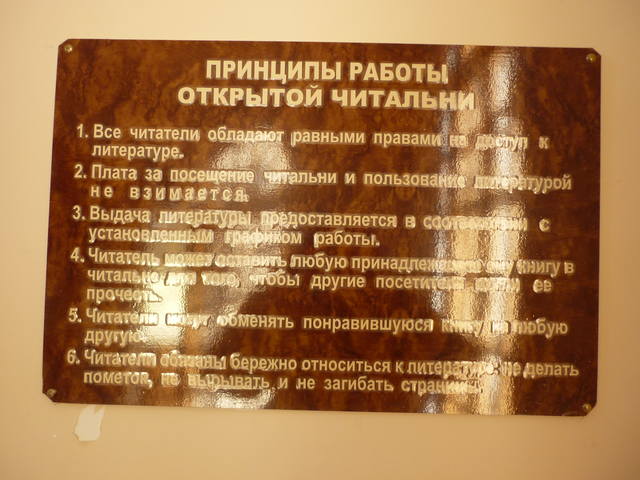 ПРИНЦИПЫ РАБОТЫ
ОТКРЫТОЙ ЧИТАЛЬНИ
1. Все читатели обладают равными правами на доступ к
литературе.
2. Плата за посещение читальни и пользование литературой
не взимается.
3. Выдача литературы предоставляется в соответствии с
установленным графиком работы.
4. Читатель может оставить любую принадлежащую ему книгу в
читальне для того, чтобы другие посетители могли ее
прочесть.
5. Читатели могут обменять понравившуюся книгу на любую
другую.
6. Читатели обязаны бережно относиться к литературе: не делать
пометок, не вырывать и не загибать страницы.